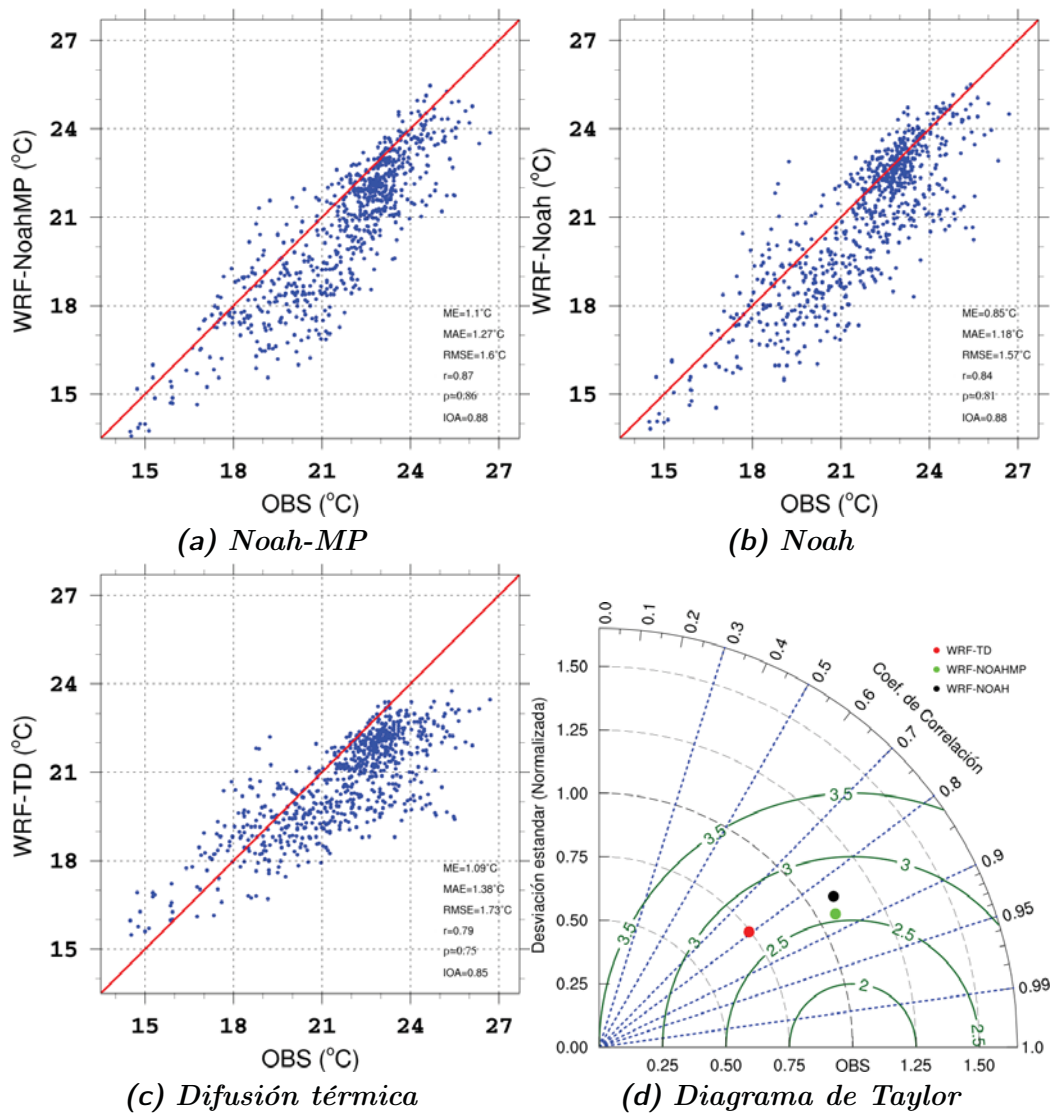 27
24
21
18
15
WRF-NoahMP (°C)
ME=1.1°C
MAE=1.27°C
RMSE=1.6°C
r=0.87
ρ=0.86
IOA=0.88
15 18 21 24 27
OBS (°C)
(a) Noah-MP
27
24
21
18
15
WRF-Noah (°C)
ME=0.85°C
MAE=1.18°C
RMSE=1.57°C
r=0.84
ρ=0.81
IOA=0.88
15 18 21 24 27
OBS (°C)
(b) Noah
27
24
21
18
15
WRF-TD (°C)
ME=1.09°C
MAE=1.38°C
RMSE=1.73°C
r=0.79
ρ=0.75
IOA=0.85
15 18 21 24 27
OBS (°C)
(c) Difusión térmica
WRF-TD
WRF-NOAHMP
WRF-NOAH
Coef. de Correlación
0.0
0.1
0.2
0.3
0.4
0.5
0.6
0.7
0.8
0.9
0.95
0.99
1.0
Desviación estandar (Normalizada)
1.50
1.25
1.00
0.75
0.50
0.25
0.00
3.5
3.5
3
3
3.5
3
2.5
2.5
2
2.5
0.25 0.50 0.75 OBS 1.25 1.50
(d) Diagrama de Taylor